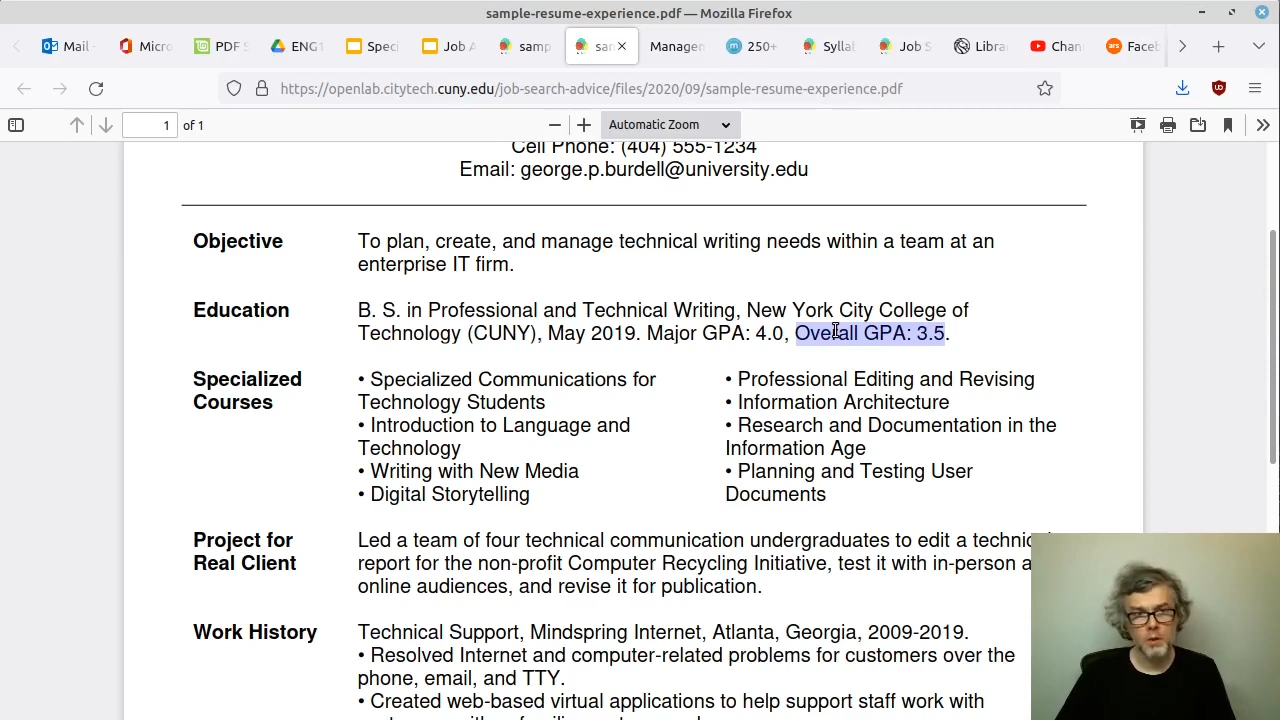 sample-resume-experience.pdf — Mozilla Firefox
Mail Micro PDF S ENG1 Speci Job A samp san Managen 250+ Syllal Job S Libra Chan Faceb
https://openlab.citytech.cuny.edu/job-search-advice/files/2020/09/sample-resume-experience.pdf
1 of 1 Automatic Zoom
Cell Phone: (404) 555-1234
Email: george.p.burdell@university.edu
Objective To plan, create, and manage technical writing needs within a team at an
enterprise IT firm.
Education B. S. in Professional and Technical Writing, New York City College of
Technology (CUNY), May 2019. Major GPA: 4.0, Overall GPA: 3.5.
Specialized
Courses
• Specialized Communications for
Technology Students
• Introduction to Language and
Technology
• Writing with New Media
• Digital Storytelling
• Professional Editing and Revising
• Information Architecture
• Research and Documentation in the
Information Age
• Planning and Testing User
Documents
Project for
Real Client
Led a team of four technical communication undergraduates to edit a technic
report for the non-profit Computer Recycling Initiative, test it with in-person a
online audiences, and revise it for publication.
Work History Technical Support, Mindspring Internet, Atlanta, Georgia, 2009-2019.
• Resolved Internet and computer-related problems for customers over the
phone, email, and TTY.
• Created web-based virtual applications to help support staff work with